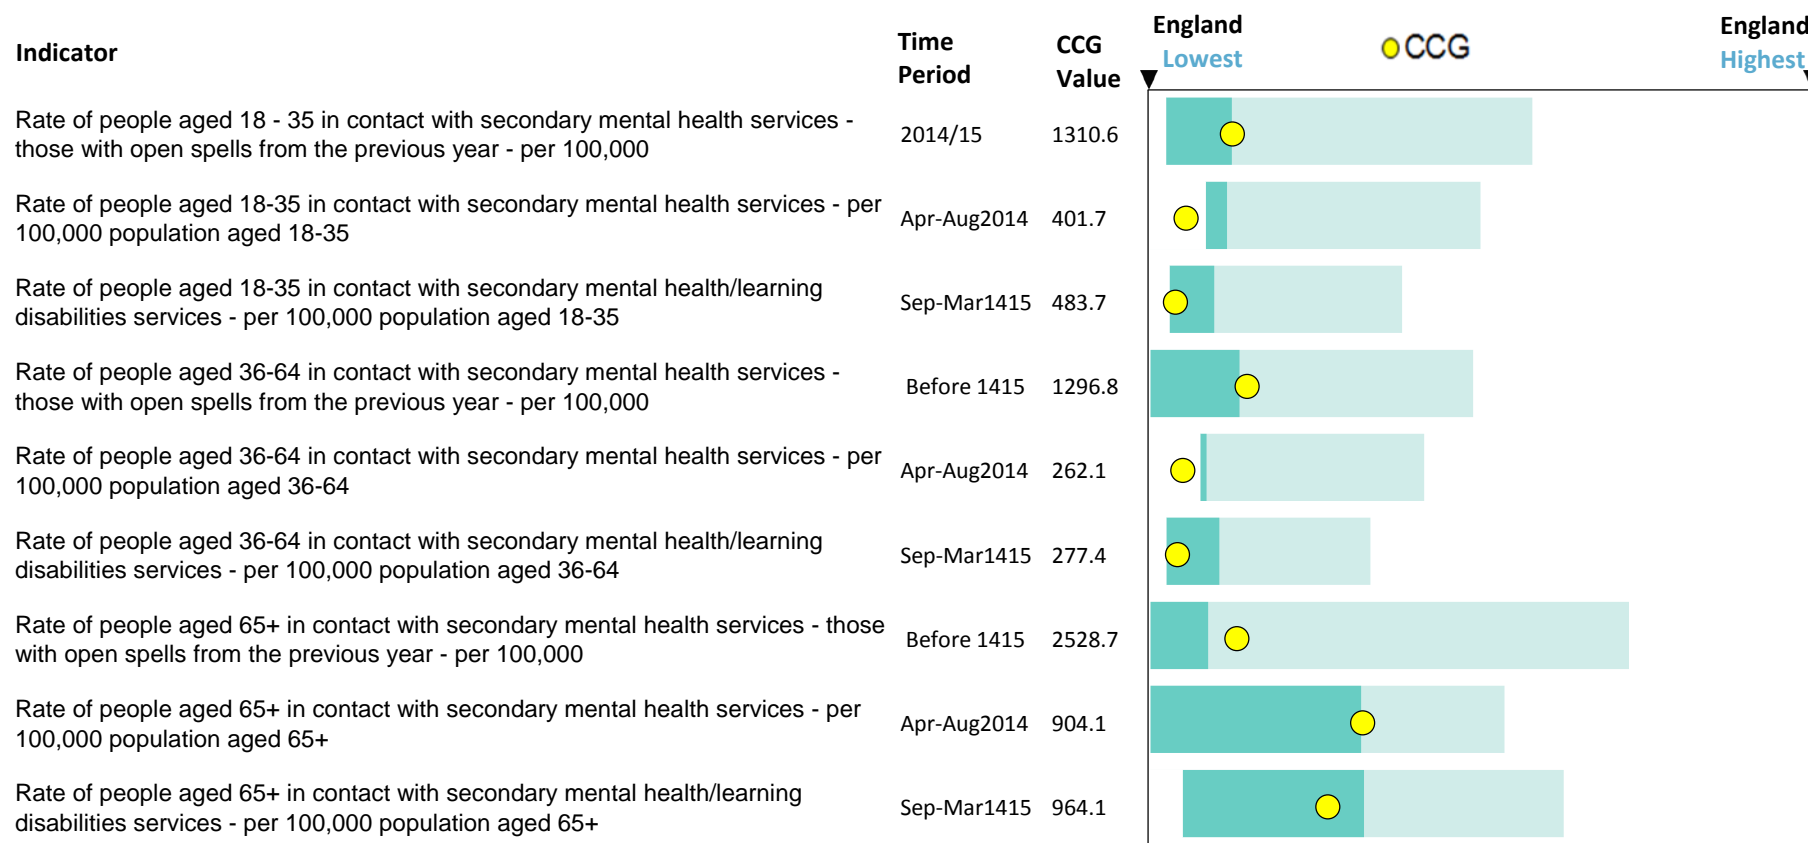 Indicator
Time
Period
CCG
Value
England
Lowest
CCG
England
Highest
Rate of people aged 18 - 35 in contact with secondary mental health services -
those with open spells from the previous year - per 100,000
2014/15
1310.6
Rate of people aged 18-35 in contact with secondary mental health services - per
100,000 population aged 18-35
Apr-Aug2014
401.7
Rate of people aged 18-35 in contact with secondary mental health/learning
disabilities services - per 100,000 population aged 18-35
Sep-Mar1415
483.7
Rate of people aged 36-64 in contact with secondary mental health services -
those with open spells from the previous year - per 100,000
Before 1415
1296.8
Rate of people aged 36-64 in contact with secondary mental health services - per
100,000 population aged 36-64
Apr-Aug2014
262.1
Rate of people aged 36-64 in contact with secondary mental health/learning
disabilities services - per 100,000 population aged 36-64
Sep-Mar1415
277.4
Rate of people aged 65+ in contact with secondary mental health services - those
with open spells from the previous year - per 100,000
Before 1415
2528.7
Rate of people aged 65+ in contact with secondary mental health services - per
100,000 population aged 65+
Apr-Aug2014
904.1
Rate of people aged 65+ in contact with secondary mental health/learning
disabilities services - per 100,000 population aged 65+
Sep-Mar1415
964.1